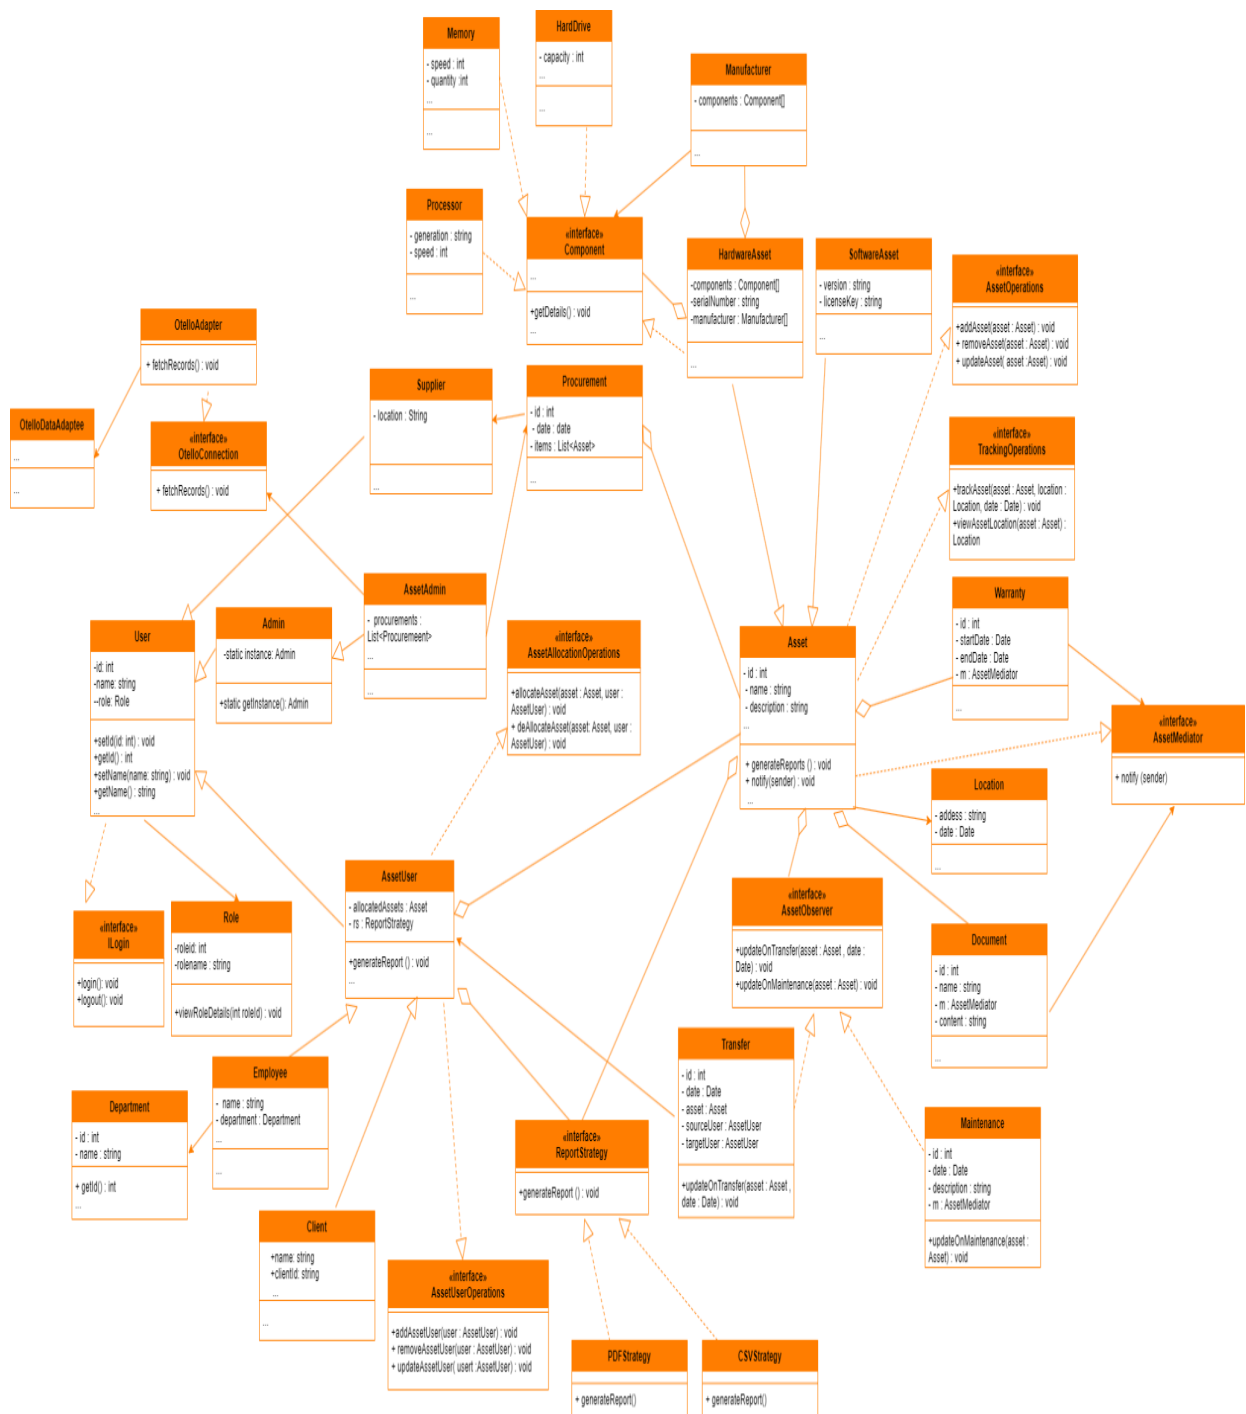 Memory
- speed : int
- quantity :int
...
...
HardDrive
- capacity : int
...
...
Manufacturer
- components : Component[]
...
Processor
- generation : string
- speed : int
...
«interface»
Component
...
+getDetails() : void
...
HardwareAsset
-components : Component[]
-serialNumber : string
-manufacturer : Manufacturer[]
...
SoftwareAsset
- version : string
- licenseKey : string
...
«interface»
AssetOperations
+addAsset(asset : Asset) : void
+ removeAsset(asset : Asset) : void
+ updateAsset( asset :Asset) : void
OtelloAdapter
+ fetchRecords() : void
OtelloDataAdaptee
...
...
«interface»
OtelloConnection
+ fetchRecords() : void
Supplier
- location : String
...
Procurement
- id : int
- date : date
- items : List<Asset>
«interface»
TrackingOperations
+trackAsset(asset : Asset, location :
Location, date : Date) : void
+viewAssetLocation(asset : Asset) :
Location
AssetAdmin
- procurements :
List<Procuremeent>
...
...
Admin
-static instance: Admin
+static getInstance(): Admin
User
-id: int
-name: string
--role: Role
+setId(id: int) : void
+getId() : int
+setName(name: string) : void
+getName() : string
...
«interface»
AssetAllocationOperations
+allocateAsset(asset : Asset, user :
AssetUser) : void
+ deAllocateAsset(asset: Asset, user :
AssetUser) : void
Asset
- id : int
- name : string
- description : string
...
+ generateReports () : void
+ notify(sender) : void
...
Warranty
- id : int
- startDate : Date
- endDate : Date
- m : AssetMediator
...
«interface»
AssetMediator
+ notify (sender)
Location
- addess : string
- date : Date
...
AssetUser
- allocatedAssets : Asset
- rs : ReportStrategy
+generateReport () : void
...
«interface»
AssetObserver
+updateOnTransfer(asset : Asset , date :
Date) : void
+updateOnMaintenance(asset : Asset) : void
Document
- id : int
- name : string
- m : AssetMediator
- content : string
...
«interface»
ILogin
+login(): void
+logout(): void
Role
-roleid: int
-rolename : string
+viewRoleDetails(int roleId) : void
Employee
- name : string
- department : Department
...
...
Department
- id : int
- name : string
+ getId() : int
...
Transfer
- id : int
- date : Date
- asset : Asset
- sourceUser : AssetUser
- targetUser : AssetUser
+updateOnTransfer(asset : Asset ,
date : Date) : void
«interface»
ReportStrategy
+generateReport () : void
Maintenance
- id : int
- date : Date
- description : string
- m : AssetMediator
+updateOnMaintenance(asset :
Asset) : void
Client
+name: string
+clientId: string
...
...
«interface»
AssetUserOperations
+addAssetUser(user : AssetUser) : void
+ removeAssetUser(user : AssetUser) : void
+ updateAssetUser( usert :AssetUser) : void
PDFStrategy
+ generateReport()
CSVStrategy
+ generateReport()